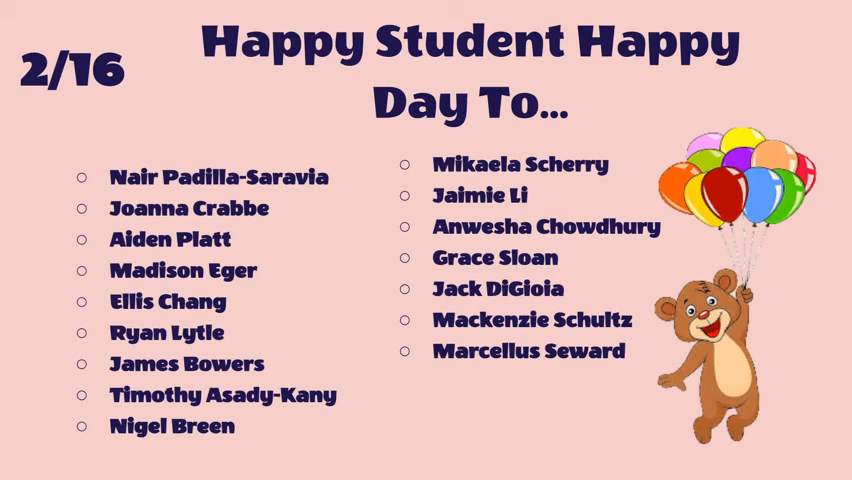 2/16
Happy Student Happy
Day To...
Nair Padilla-Saravia
Joanna Crabbe
Aiden Platt
Madison Eger
Ellis Chang
Ryan Lytle
James Bowers
Timothy Asady-Kany
Nigel Breen
Mikaela Scherry
Jaimie Li
Anwesha Chowdhury
Grace Sloan
Jack DiGioia
Mackenzie Schultz
Marcellus Seward